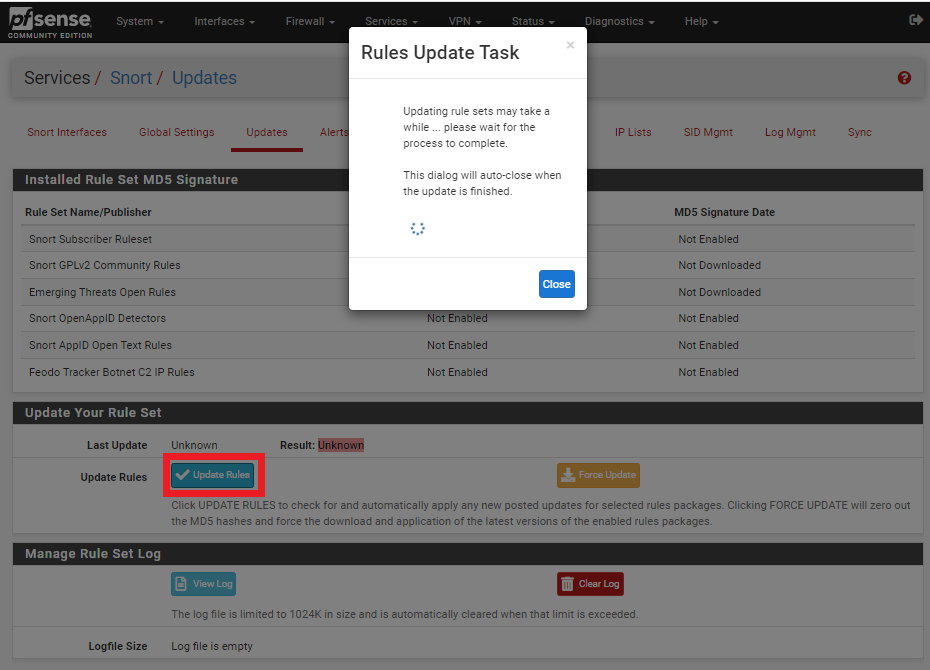 pfsense
COMMUNITY EDITION
System Interfaces Firewall Services VPN Status Diagnostics Help
Services / Snort / Updates
Rules Update Task ×
Updating rule sets may take a
while ... please wait for the
process to complete.
This dialog will auto-close when
the update is finished.
Close
Snort Interfaces Global Settings Updates Alerts IP Lists SID Mgmt Log Mgmt Sync
Installed Rule Set MD5 Signature
Rule Set Name/Publisher MD5 Signature Date
Snort Subscriber Ruleset Not Enabled
Snort GPLv2 Community Rules Not Downloaded
Emerging Threats Open Rules Not Downloaded
Snort OpenAppID Detectors Not Enabled Not Enabled
Snort AppID Open Text Rules Not Enabled Not Enabled
Feodo Tracker Botnet C2 IP Rules Not Enabled Not Enabled
Update Your Rule Set
Last Update Unknown Result: Unknown
Update Rules Update Rules Force Update
Click UPDATE RULES to check for and automatically apply any new posted updates for selected rules packages. Clicking FORCE UPDATE will zero out
the MD5 hashes and force the download and application of the latest versions of the enabled rules packages.
Manage Rule Set Log
View Log Clear Log
The log file is limited to 1024K in size and is automatically cleared when that limit is exceeded.
Logfile Size Log file is empty